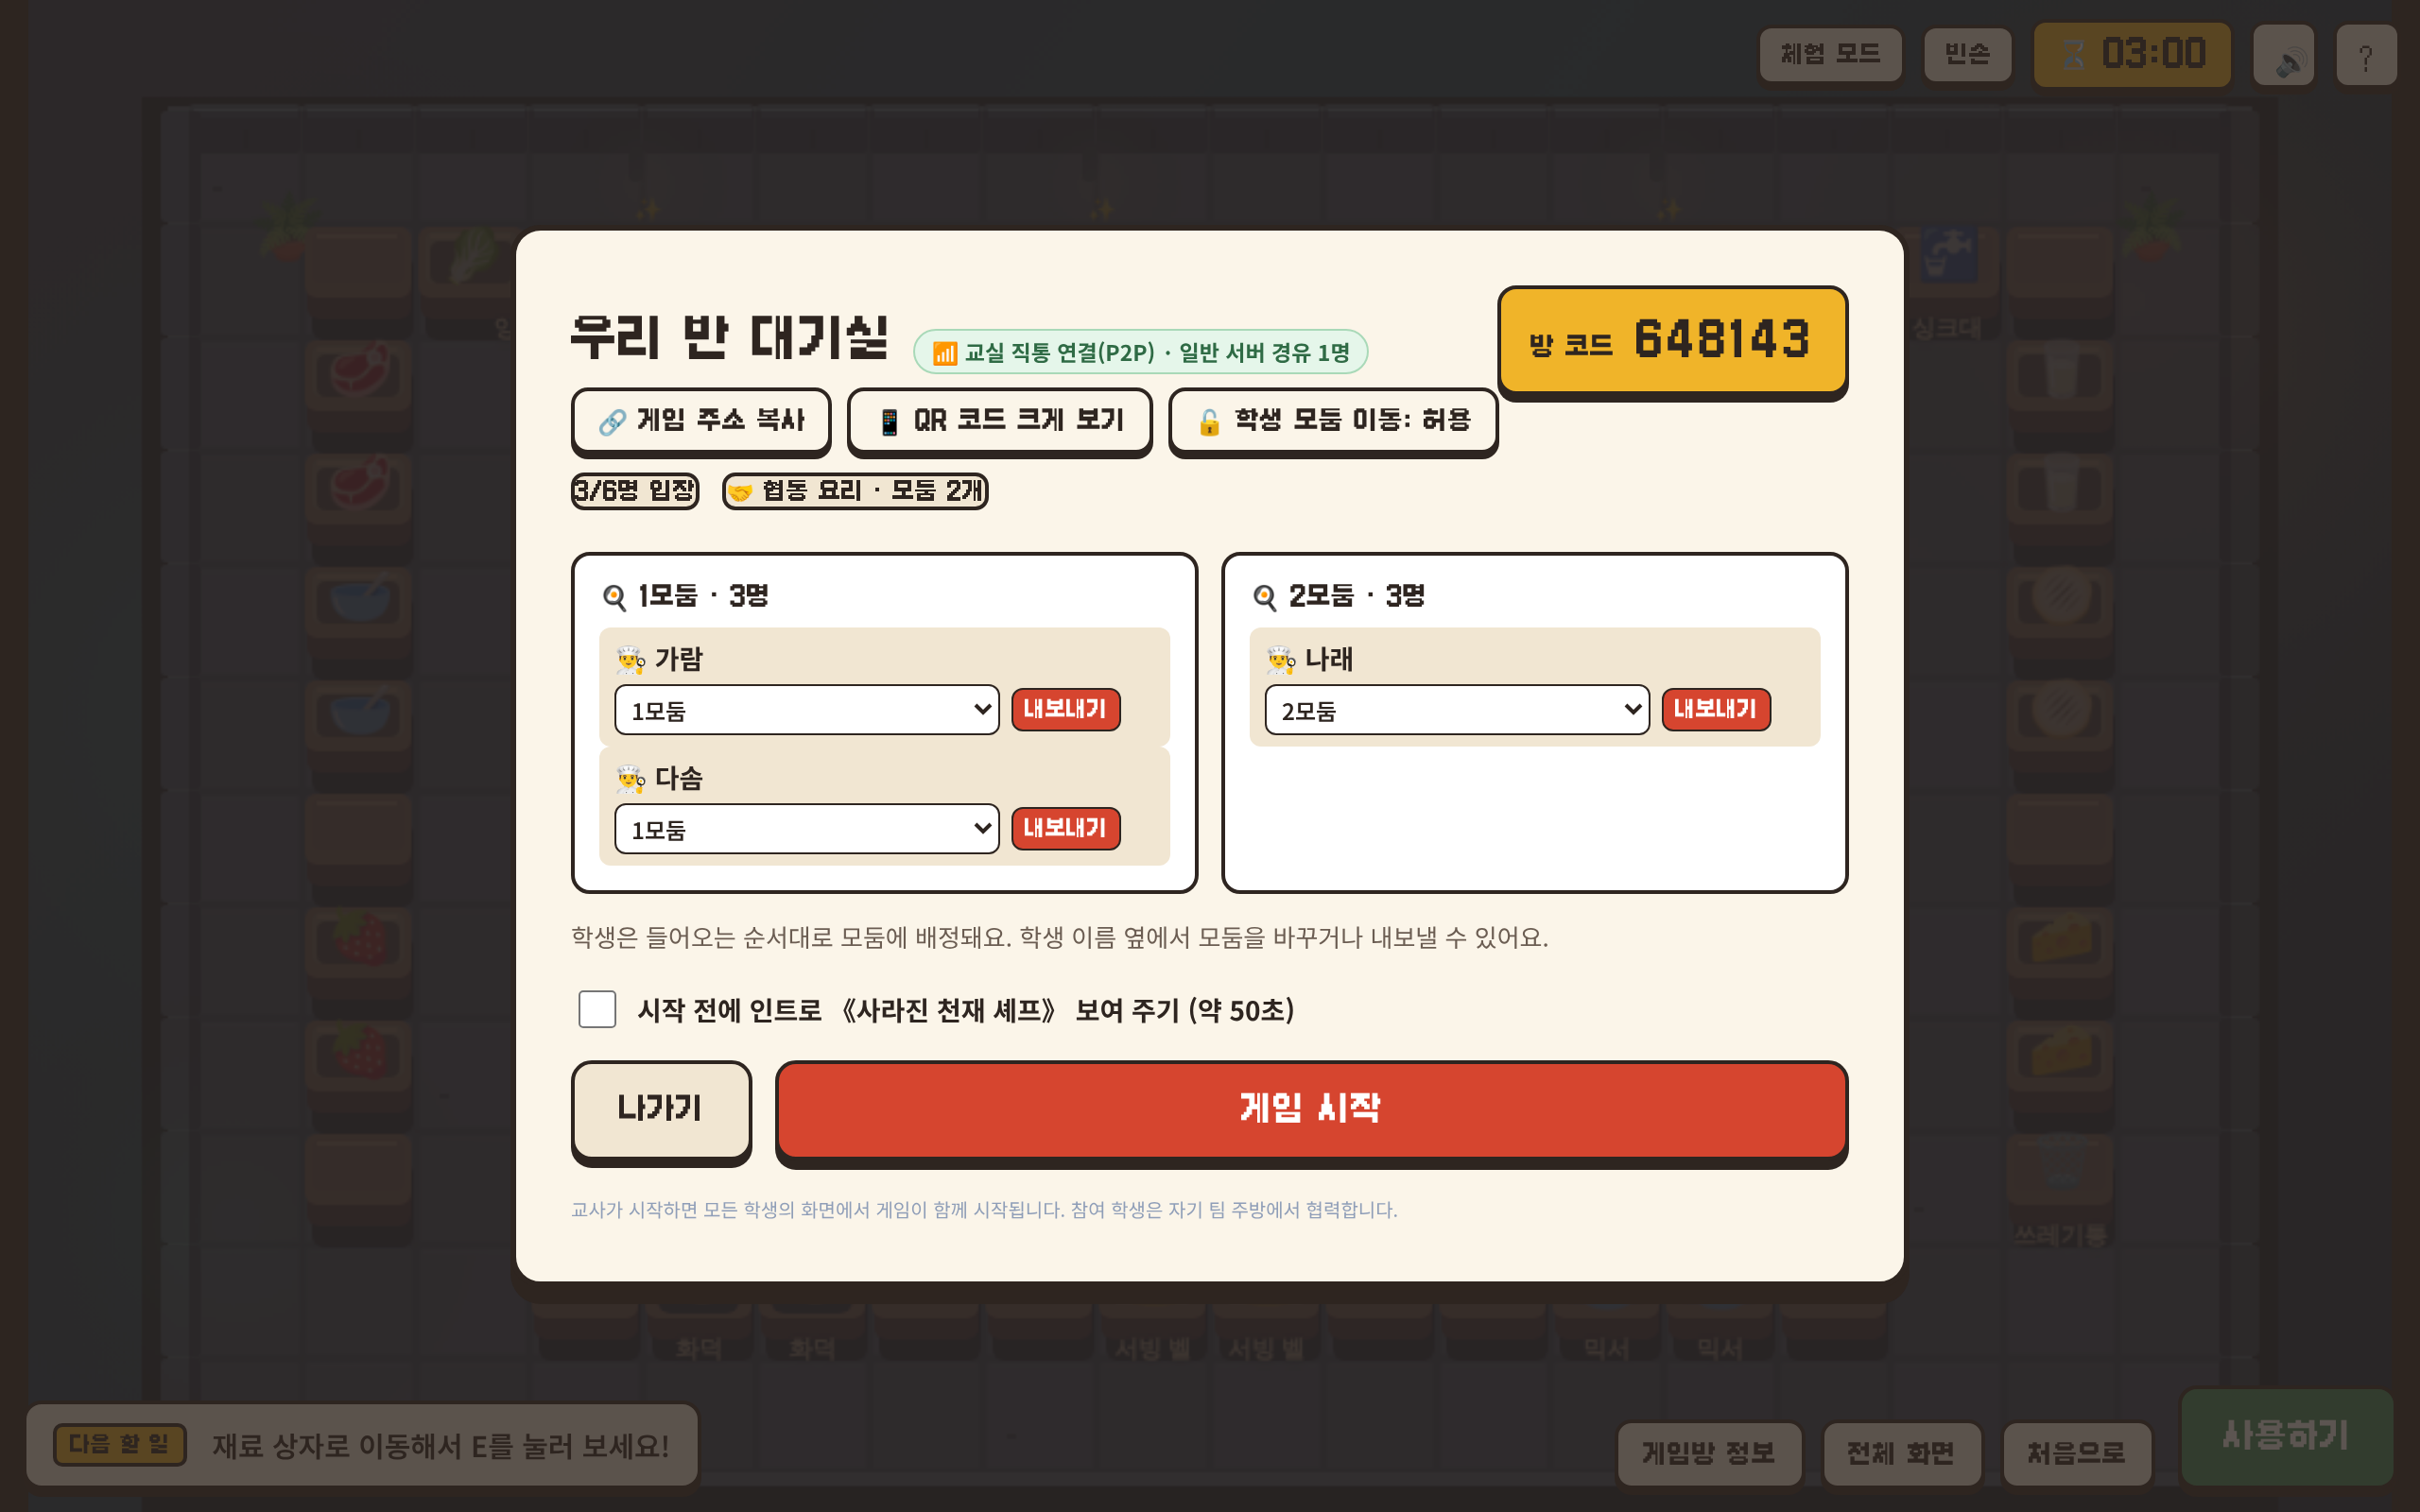 체험 모드
빈손
03:00
?
우리 반 대기실
교실 직통 연결(P2P) · 일반 서버 경유 1명
방 코드 648143
게임 주소 복사
QR 코드 크게 보기
학생 모둠 이동: 허용
3/6명 입장
협동 요리 · 모둠 2개
1모둠 · 3명
가람
1모둠
내보내기
다솜
1모둠
내보내기
2모둠 · 3명
나래
2모둠
내보내기
학생은 들어오는 순서대로 모둠에 배정돼요. 학생 이름 옆에서 모둠을 바꾸거나 내보낼 수 있어요.
시작 전에 인트로 《사라진 천재 셰프》 보여 주기 (약 50초)
나가기
게임 시작
교사가 시작하면 모든 학생의 화면에서 게임이 함께 시작됩니다. 참여 학생은 자기 팀 주방에서 협력합니다.
싱크대
쓰레기통
화덕
화덕
서빙 벨
서빙 벨
믹서
믹서
다음 할 일
재료 상자로 이동해서 E를 눌러 보세요!
게임방 정보
전체 화면
처음으로
사용하기